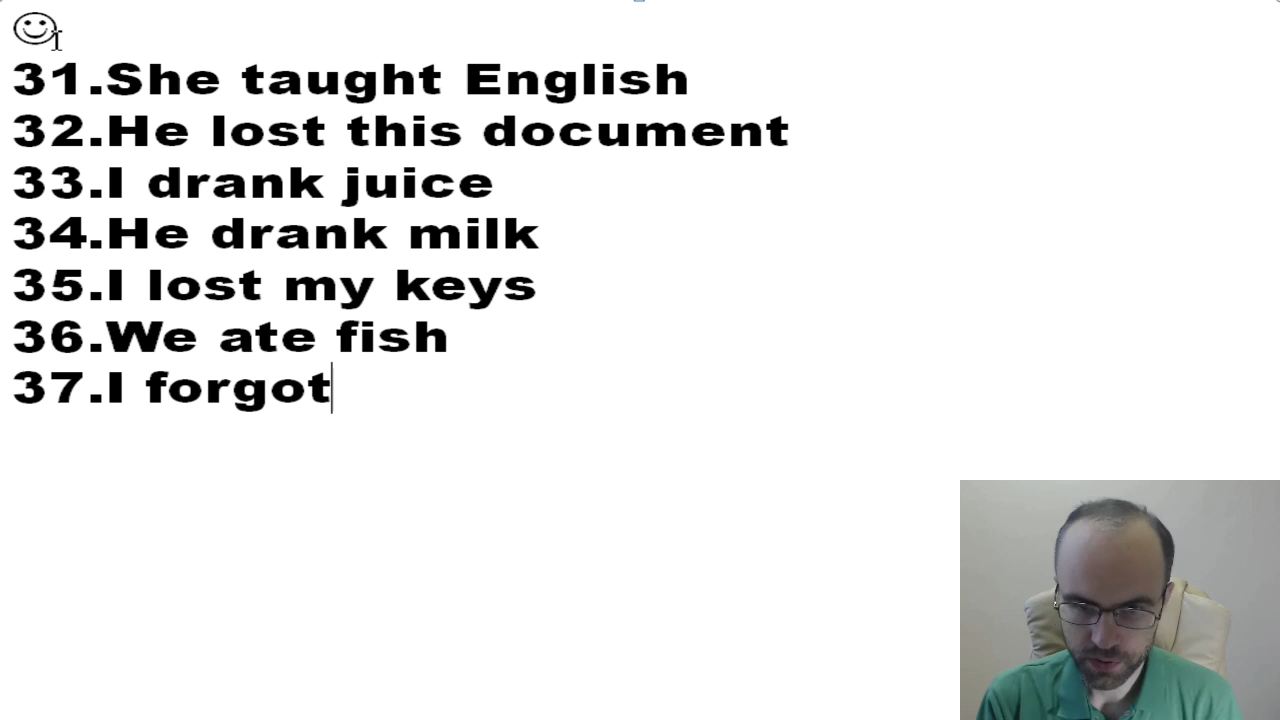 31.She taught English
32.He lost this document
33.I drank juice
34.He drank milk
35.I lost my keys
36.We ate fish
37.I forgot